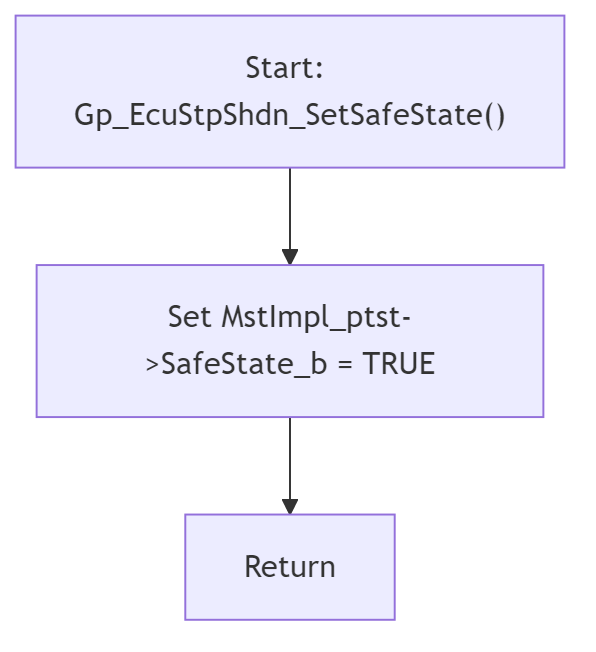 Start:
Gp_EcuStpShdn_SetSafeState()
Set MstImpl_ptst-
>SafeState_b = TRUE
Return